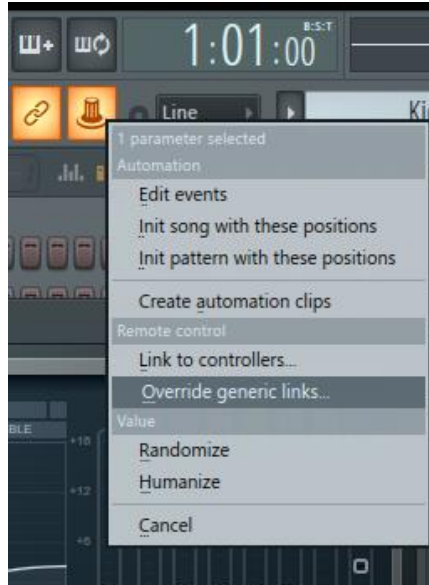 B:S:T
1:01:00
Line
Ki
1 parameter selected
Automation
Edit events
Init song with these positions
Init pattern with these positions
Create automation clips
Remote control
Link to controllers...
Override generic links...
Value
Randomize
Humanize
Cancel
BLE
+18
+12
+6